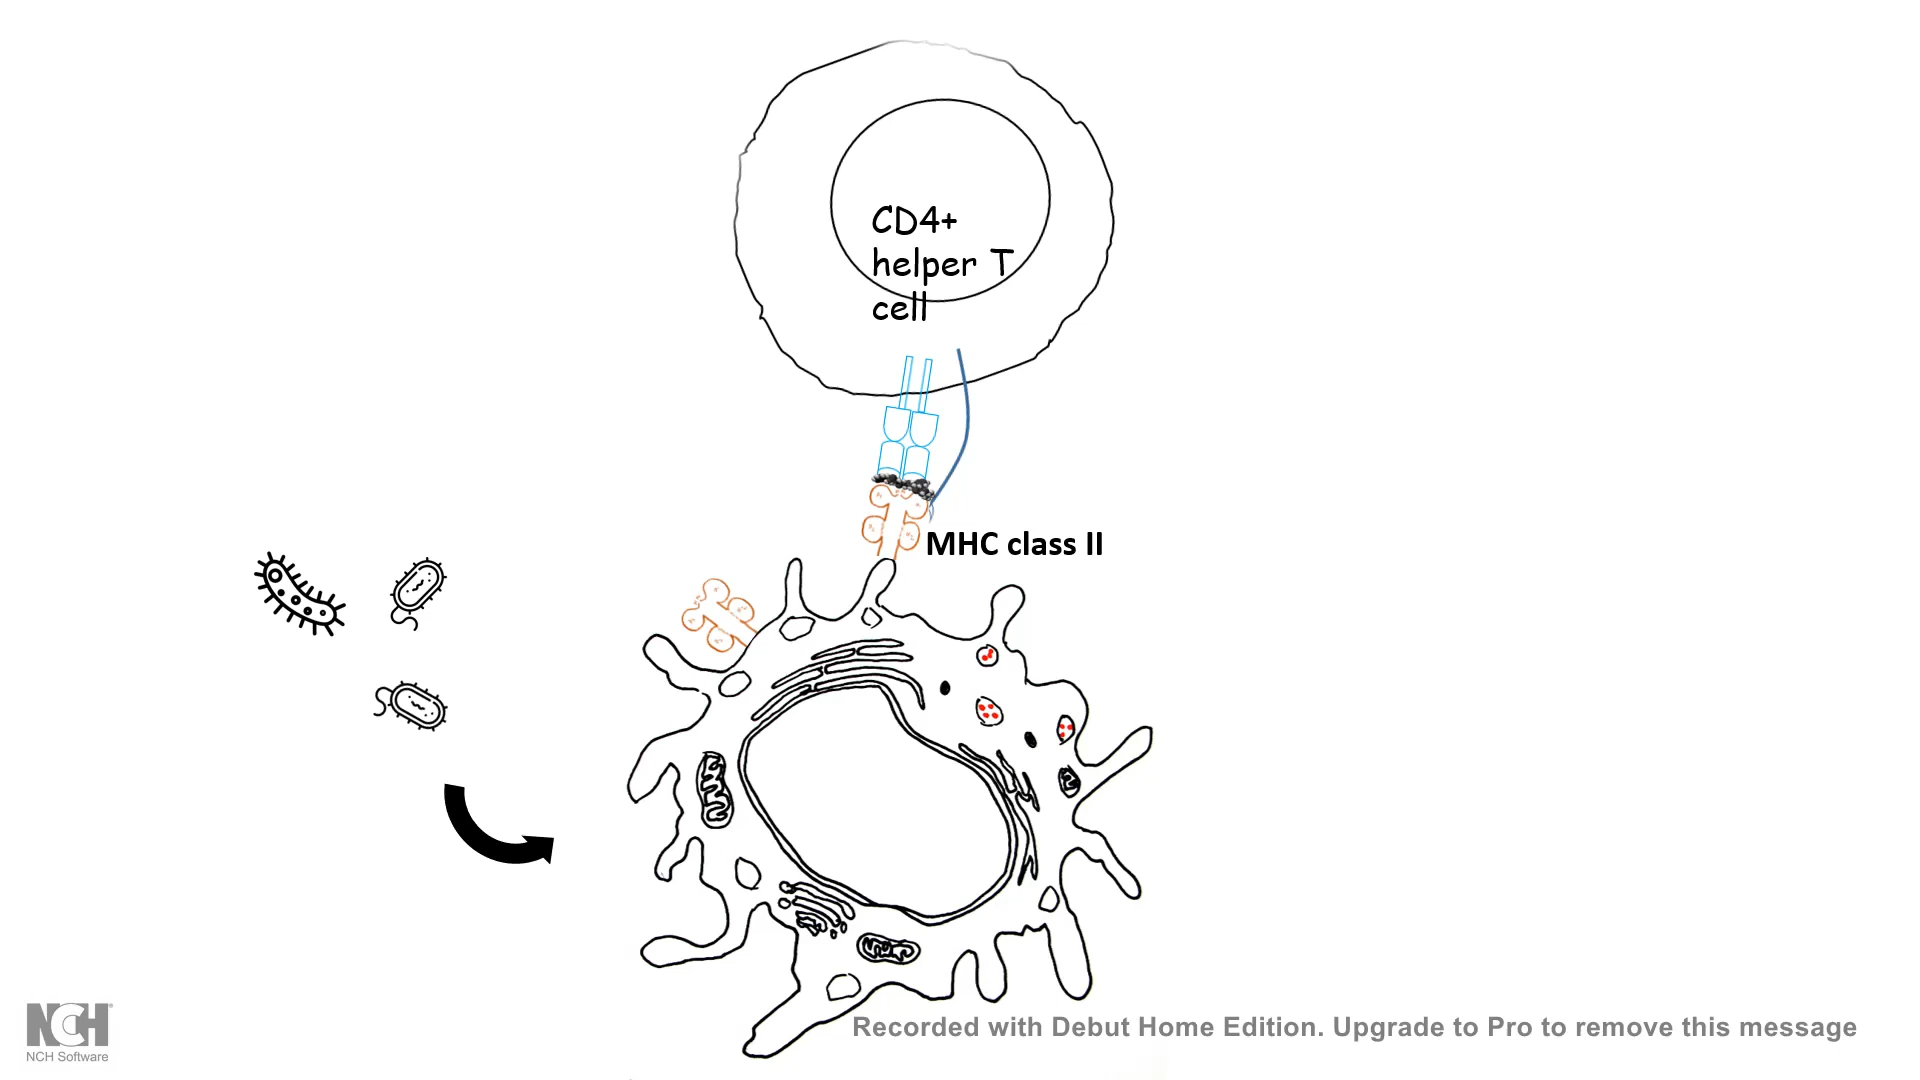 CD4+
helper T
cell
MHC class II
NCH
NCH Software
Recorded with Debut Home Edition. Upgrade to Pro to remove this message